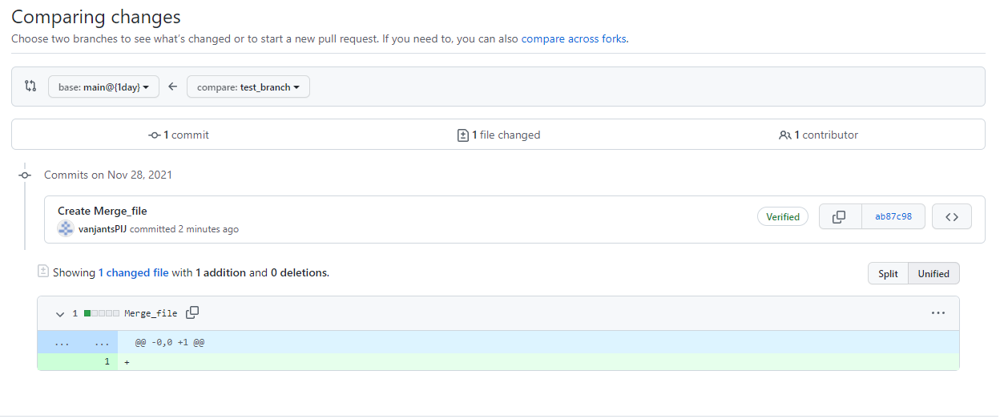 Comparing changes
Choose two branches to see what's changed or to start a new pull request. If you need to, you can also compare across forks.
base: main@{1day} compare: test_branch
1 commit 1 file changed 1 contributor
Commits on Nov 28, 2021
Create Merge_file
vanjantsPIJ committed 2 minutes ago Verified ab87c98
Showing 1 changed file with 1 addition and 0 deletions. Split Unified
1 Merge_file ...
... ... @@ -0,0 +1 @@
1 +